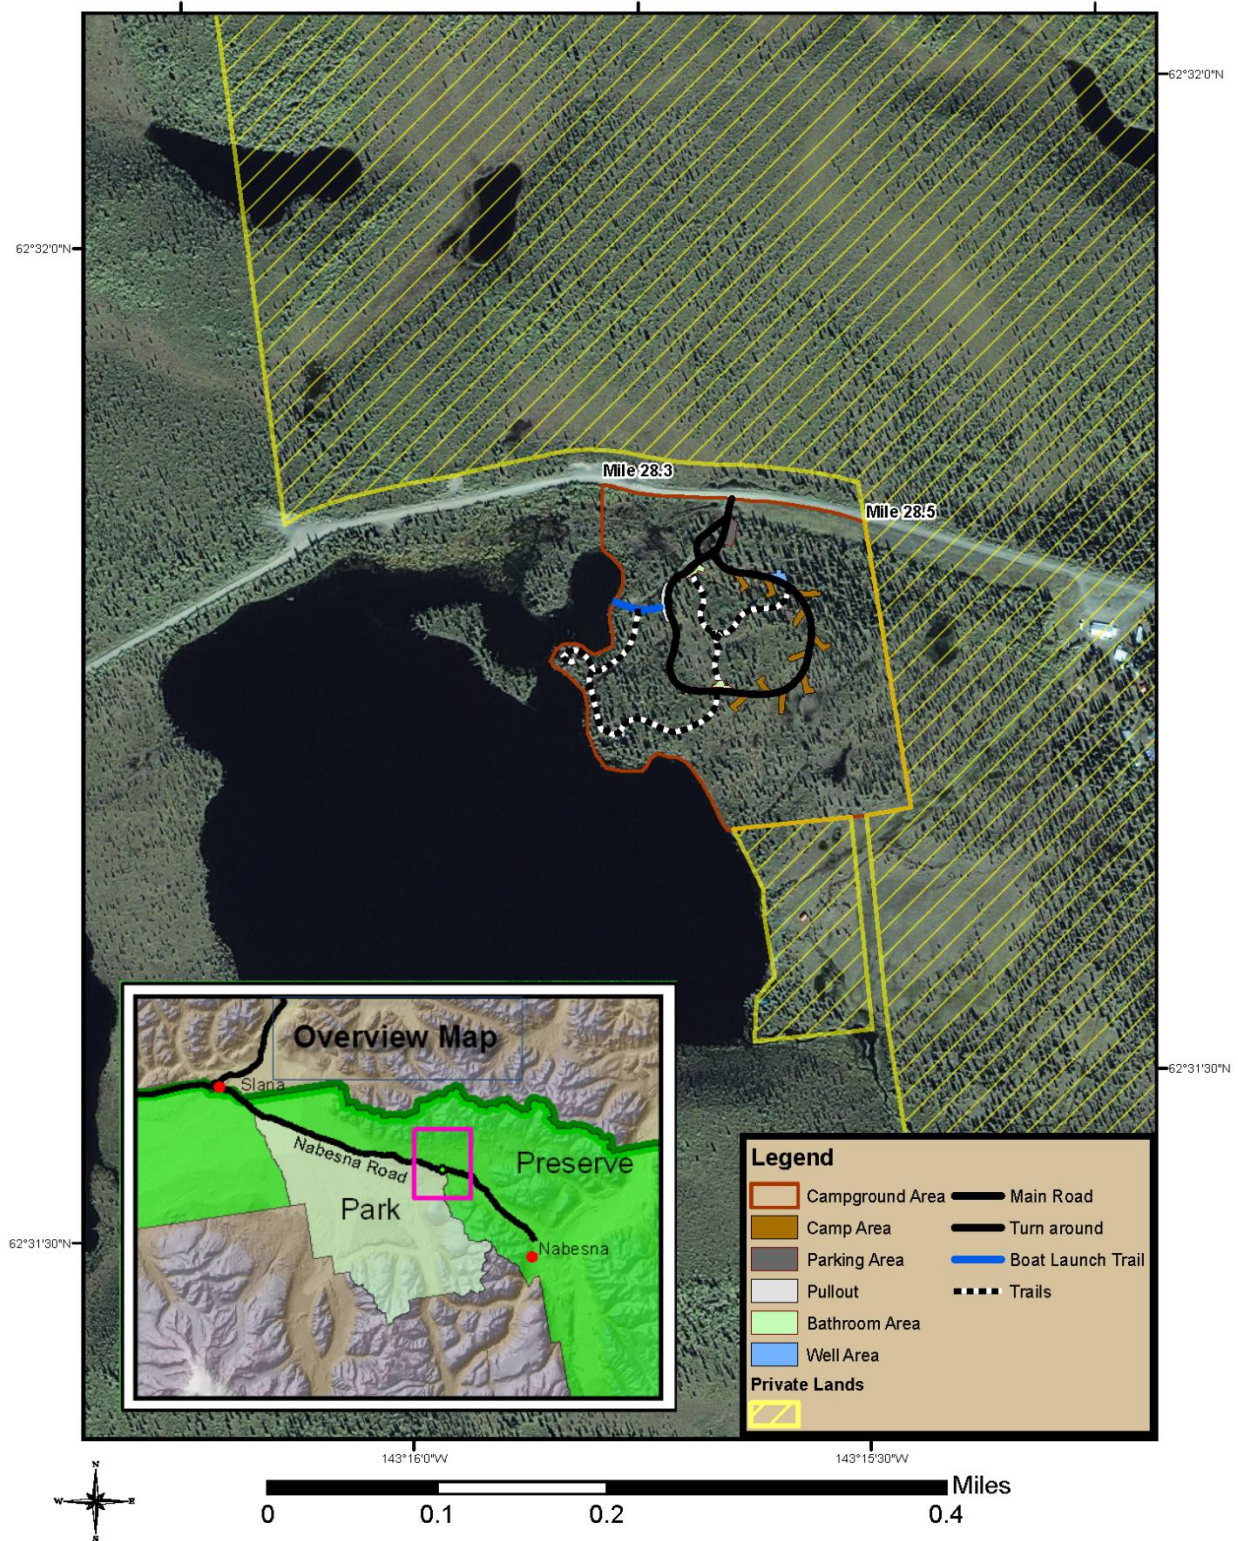 62°32'0"N
62°32'0"N
Mile 28.3
Mile 28.5
Overview Map
Slana
Nabesna Road
Preserve
Park
Nabesna
62°31'30"N
62°31'30"N
Legend
Campground Area
Main Road
Camp Area
Turn around
Parking Area
Boat Launch Trail
Pullout
Trails
Bathroom Area
Well Area
Private Lands
143°16'0"W
143°15'30"W
N
W
E
S
Miles
0
0.1
0.2
0.4